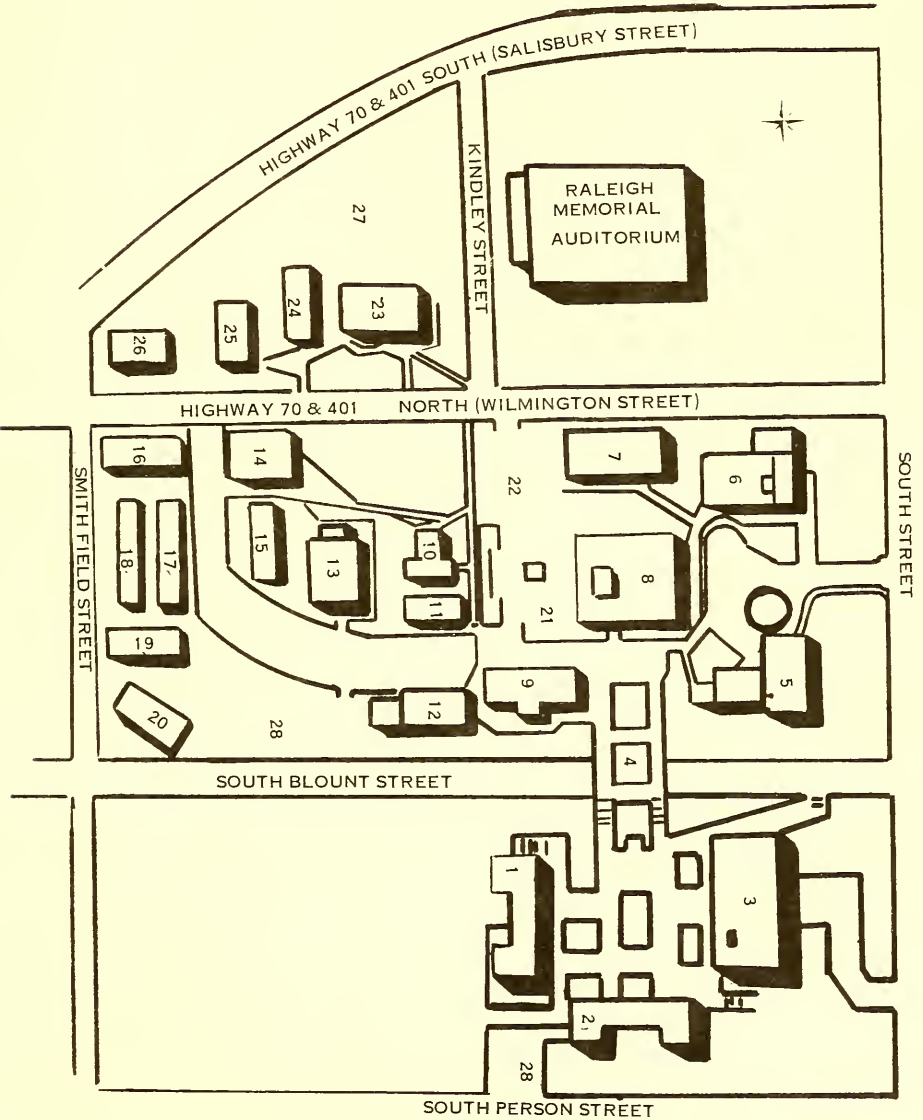 HIGHWAY 70 & 401 SOUTH (SALISBURY STREET)
KINDLEY STREET
RALEIGH
MEMORIAL
AUDITORIUM
27
23
24
25
26
HIGHWAY 70 & 401 NORTH (WILMINGTON STREET)
SOUTH STREET
SMITH FIELD STREET
16
14
7
6
22
18
17
15
13
10
11
8
21
19
20
28
12
9
5
4
SOUTH BLOUNT STREET
1
3
2
28
SOUTH PERSON STREET